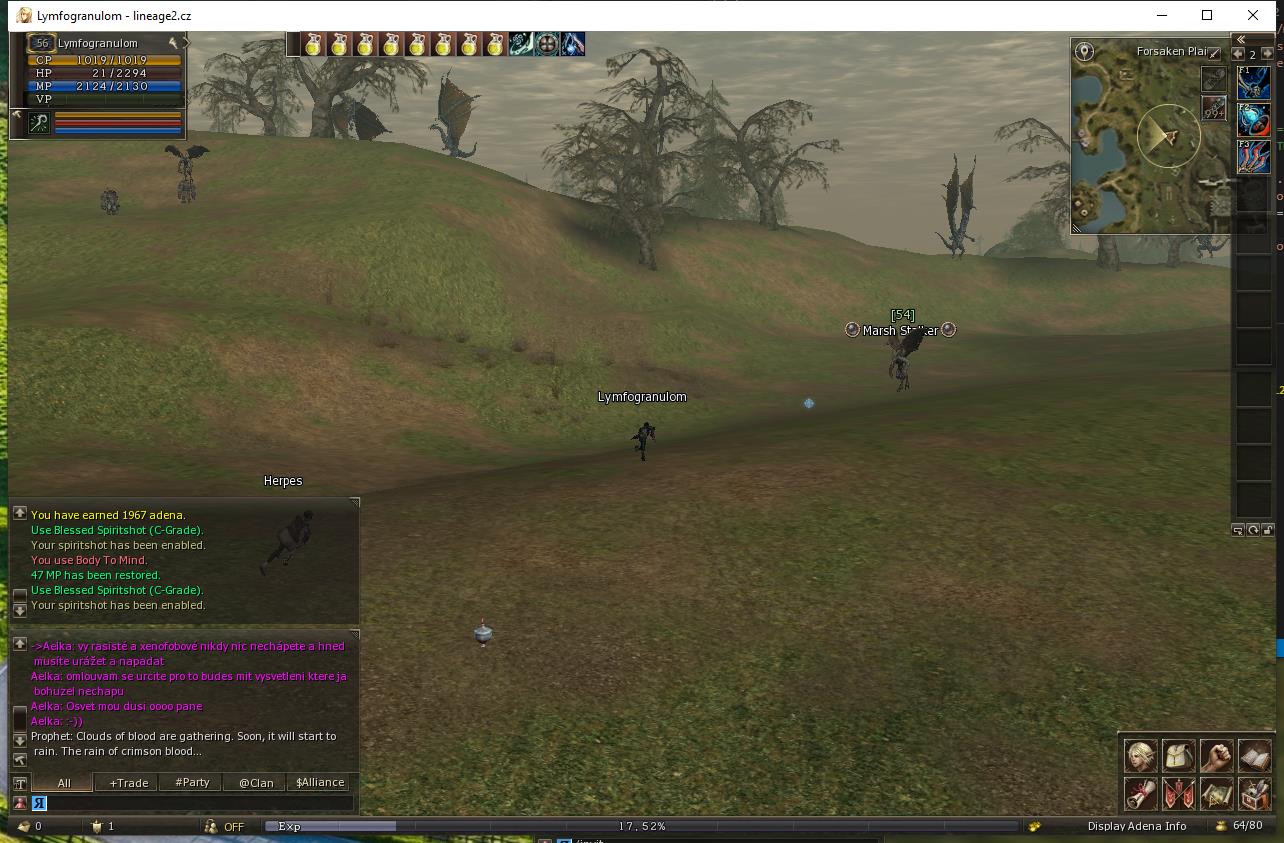 Lymfogranulom - lineage2.cz
56 Lymfogranulom
CP 1019/1019
HP 21/2294
MP 2124/2130
VP
Forsaken Plai
2
F1
99+
F2
F3
[54]
Marsh Stalker
Lymfogranulom
Herpes
You have earned 1967 adena.
Use Blessed Spiritshot (C-Grade).
Your spiritshot has been enabled.
You use Body To Mind.
47 MP has been restored.
Use Blessed Spiritshot (C-Grade).
Your spiritshot has been enabled.
->Aelka: vy rasisté a xenofobové nikdy nic nechápete a hned
musíte urážet a napadat
Aelka: omlouvam se urcite pro to budes mit vysvetleni ktere ja
bohuzel nechapu
Aelka: Osvet mou dusi oooo pane
Aelka: :-))
Prophet: Clouds of blood are gathering. Soon, it will start to
rain. The rain of crimson blood...
All +Trade #Party @Clan $Alliance
Я
0 1 OFF Exp 17,52% Display Adena Info 64/80